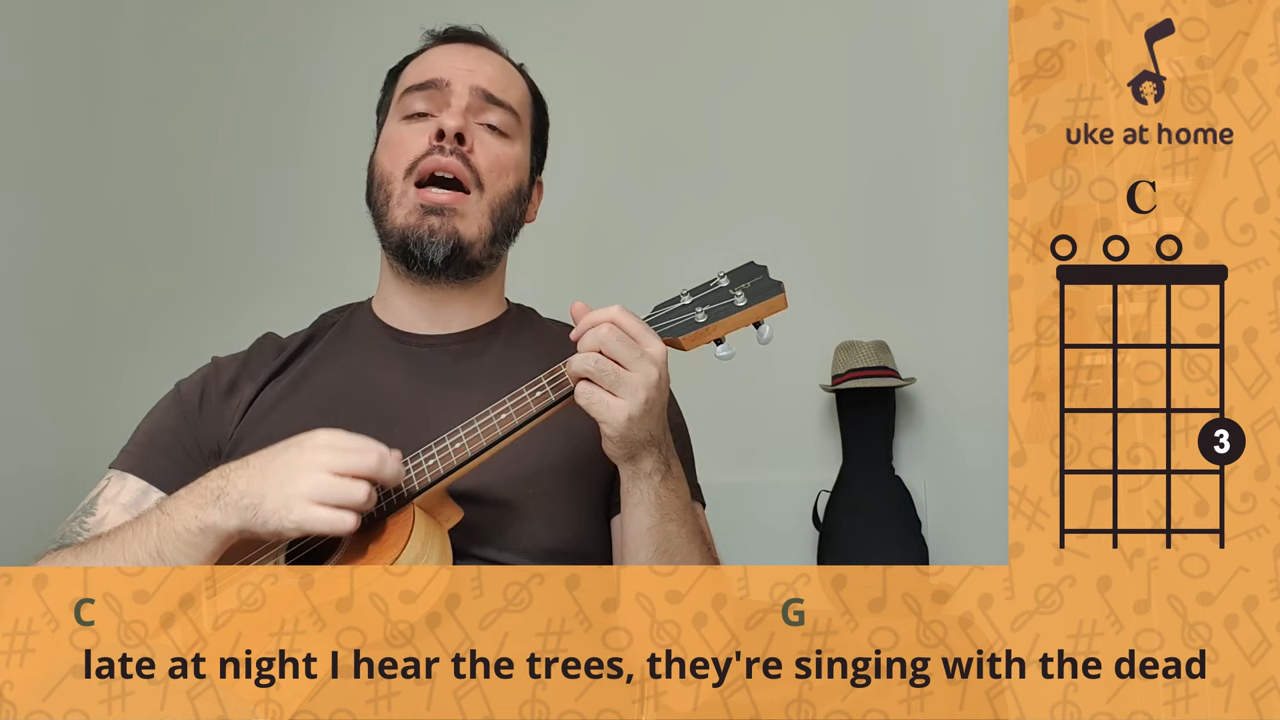 uke at home
C
3
C G
late at night I hear the trees, they're singing with the dead